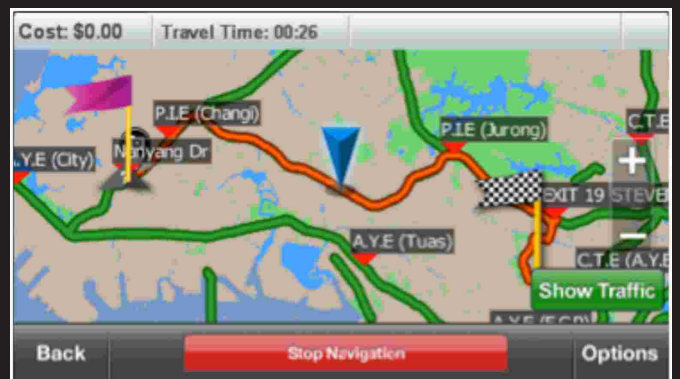 Cost: $0.00
Travel Time: 00:26
P.I.E (Changi)
C.T.E
P.I.E (Jurong)
A.Y.E (City)
Nanyang Dr
EXIT 19 STEVE
A.Y.E (Tuas)
C.T.E (A.Y.E
Show Traffic
A.Y.E (E.C.P)
Back
Stop Navigation
Options